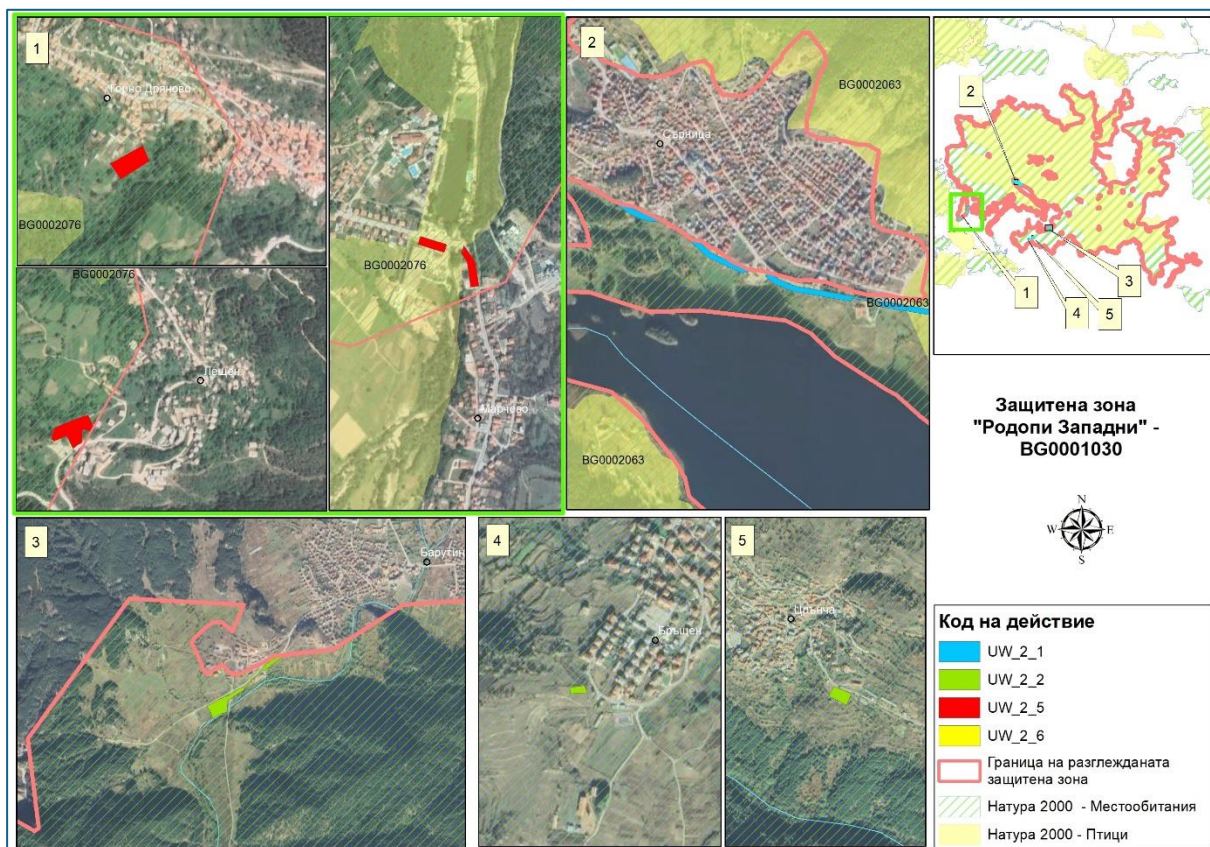 1
Горно Дряново
BG0002076
BG0002076
Лещен
BG0002076
Марчево
2
BG0002063
Сърница
BG0002063
BG0002063
2
1
3
4
5
Защитена зона
"Родопи Западни" -
BG0001030
N
W
E
S
3
Барутин
4
Бръщен
5
Црънча
Код на действие
UW_2_1
UW_2_2
UW_2_5
UW_2_6
Граница на разглежданата
защитена зона
Натура 2000 - Местообитания
Натура 2000 - Птици